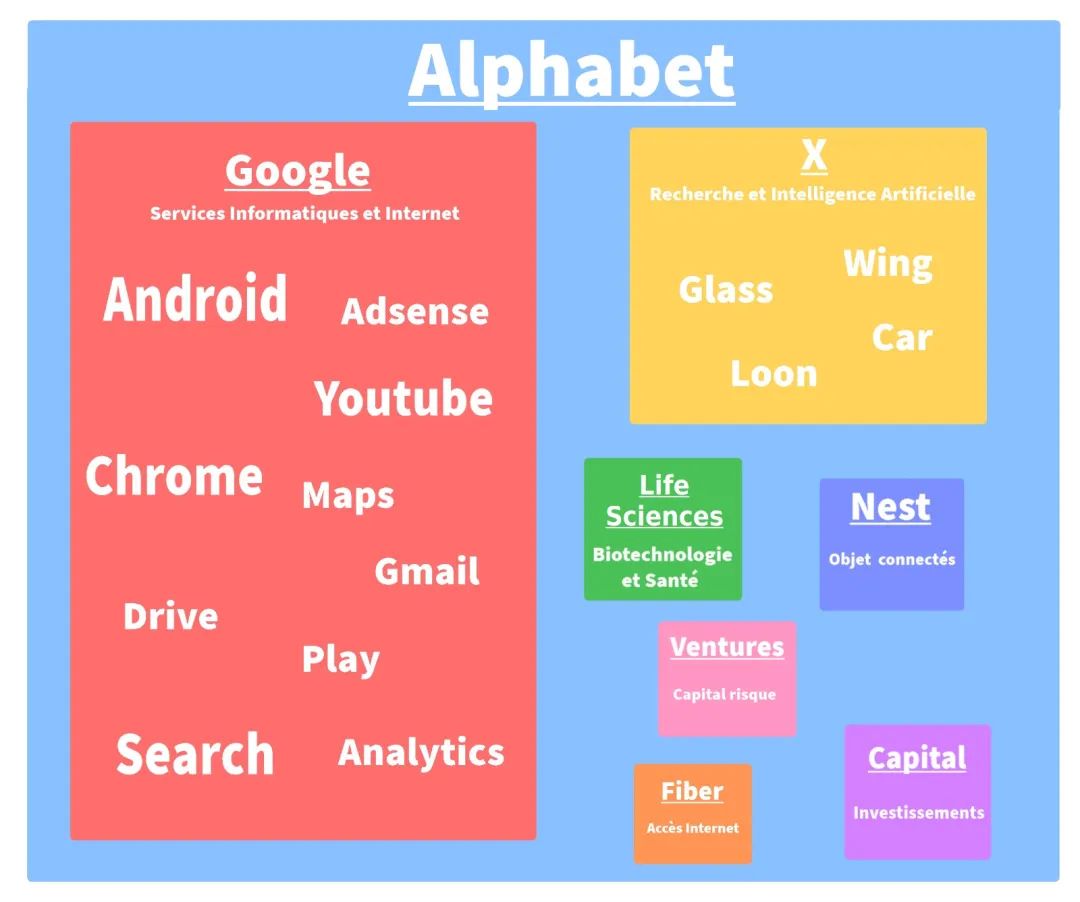 Alphabet
Google
Services Informatiques et Internet
Android
Adsense
Youtube
Chrome
Maps
Gmail
Drive
Play
Search
Analytics
X
Recherche et Intelligence Artificielle
Wing
Glass
Car
Loon
Life
Sciences
Biotechnologie
et Santé
Nest
Objet connectés
Ventures
Capital risque
Capital
Investissements
Fiber
Accès Internet